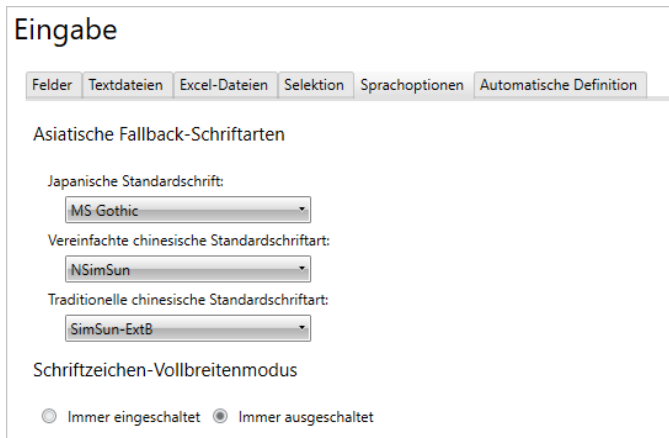 Eingabe
Felder Textdateien Excel-Dateien Selektion Sprachoptionen Automatische Definition
Asiatische Fallback-Schriftarten
Japanische Standardschrift:
MS Gothic
Vereinfachte chinesische Standardschriftart:
NSimSun
Traditionelle chinesische Standardschriftart:
SimSun-ExtB
Schriftzeichen-Vollbreitenmodus
Immer eingeschaltet Immer ausgeschaltet